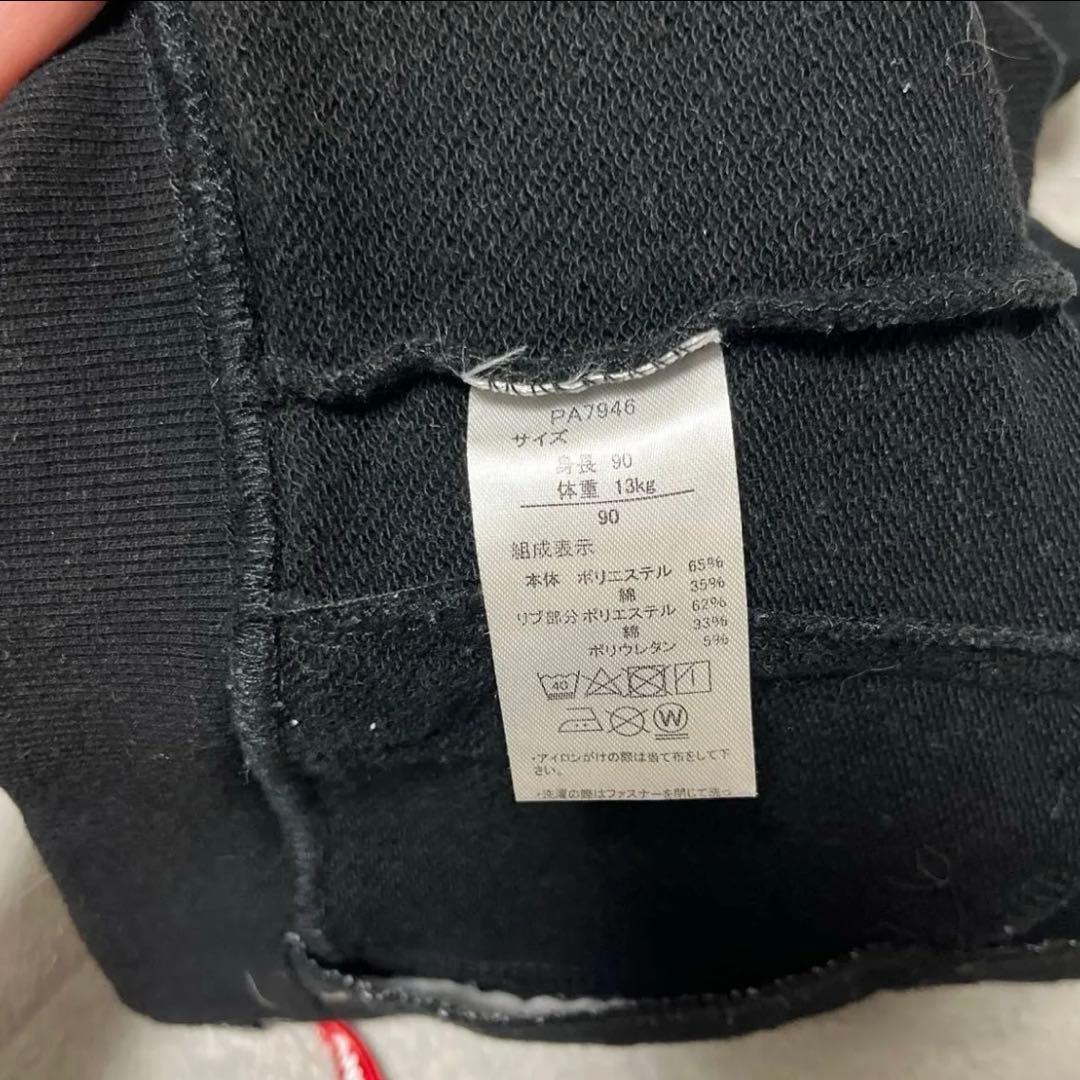 PA7946
サイズ
身長 90
体重 13kg
90
組成表示
本体 ポリエステル 65%
綿 35%
リブ部分 ポリエステル 62%
綿 33%
ポリウレタン 5%
40
W
・アイロンがけの際は当て布をして下
さい。
・洗濯の際はファスナーを閉じて洗っ